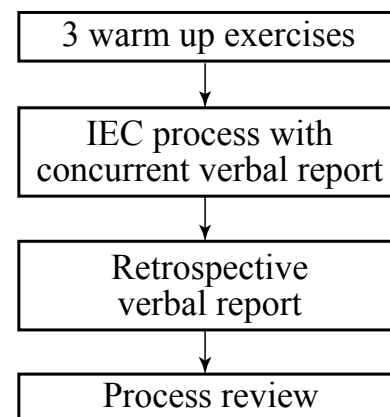 3 warm up exercises
IEC process with
concurrent verbal report
Retrospective
verbal report
Process review